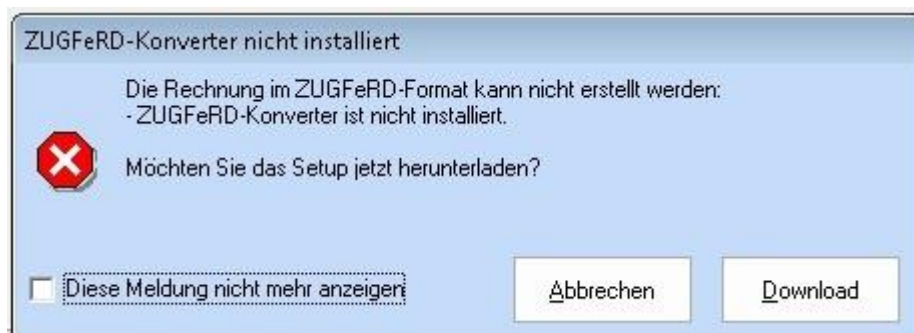 ZUGFeRD-Konverter nicht installiert
Die Rechnung im ZUGFeRD-Format kann nicht erstellt werden:
- ZUGFeRD-Konverter ist nicht installiert.
Möchten Sie das Setup jetzt herunterladen?
Diese Meldung nicht mehr anzeigen
Abbrechen
Download